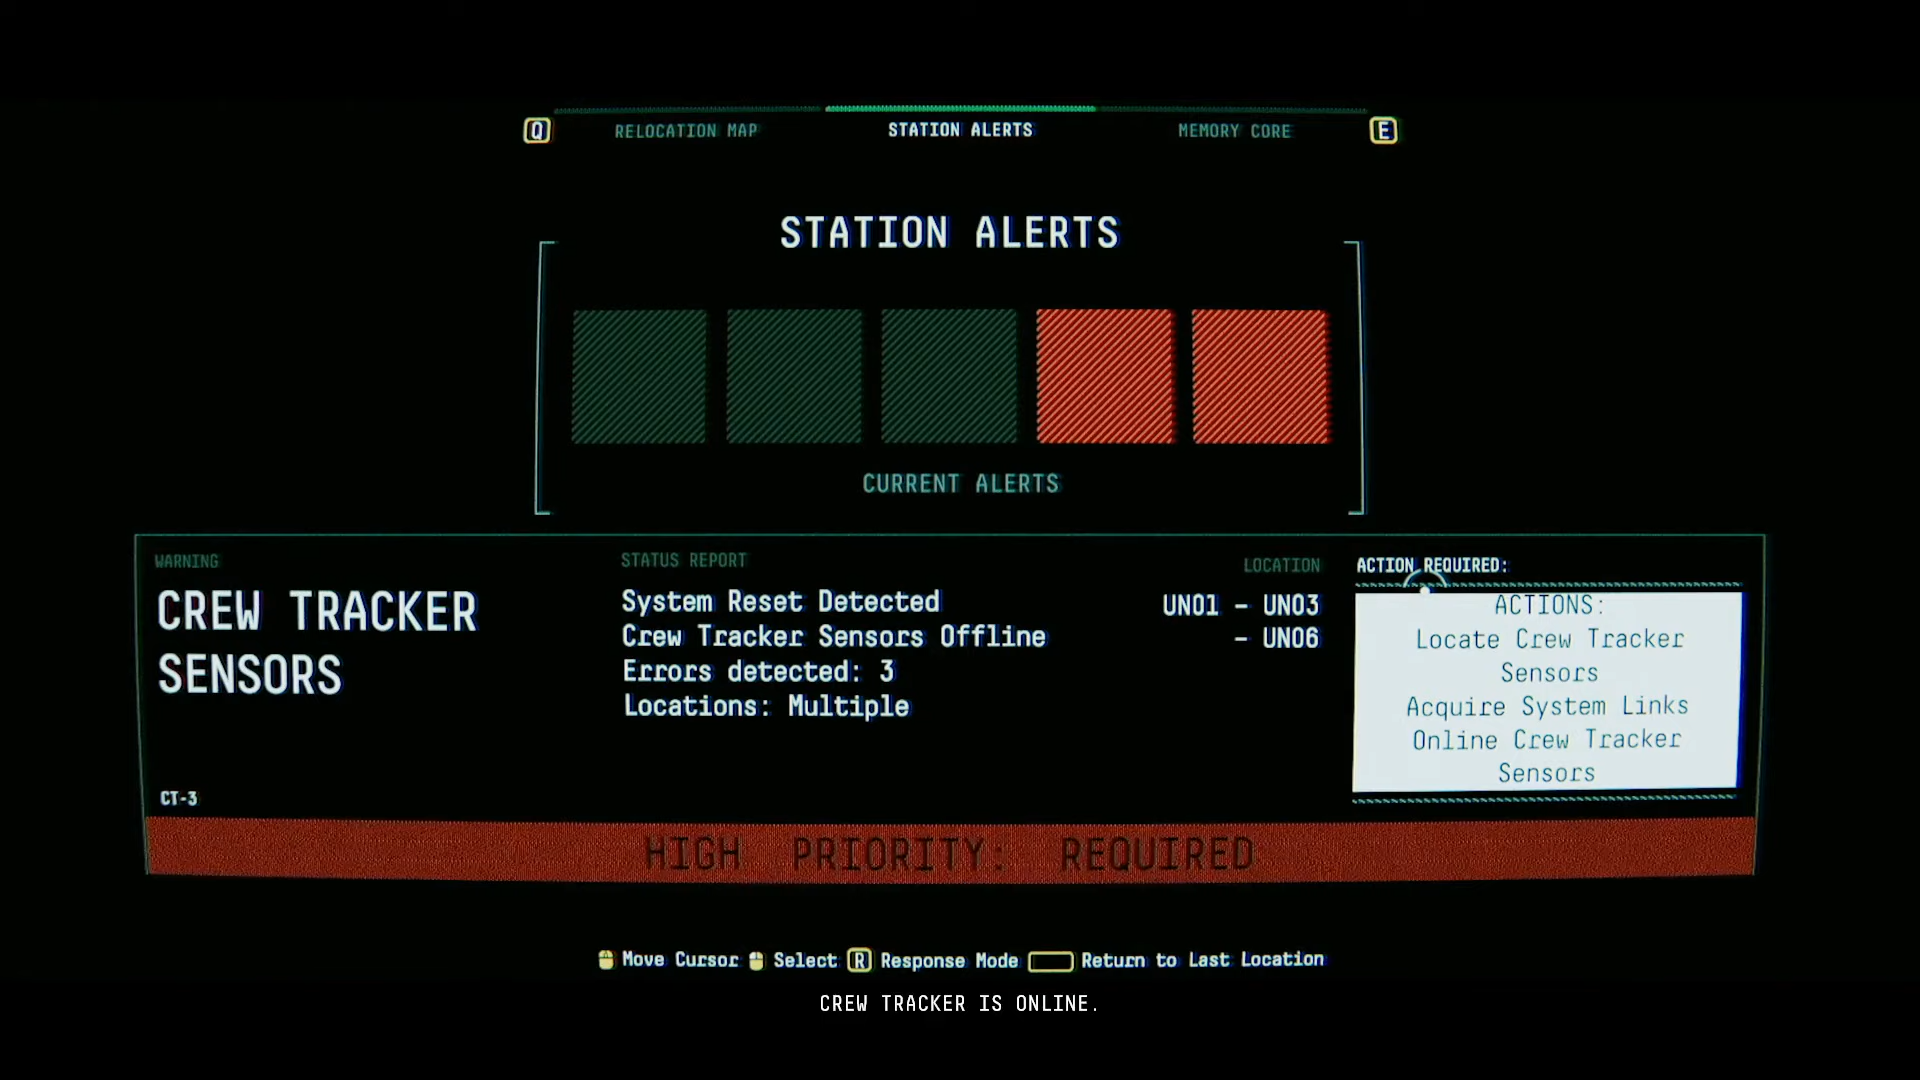 Q RELOCATION MAP STATION ALERTS MEMORY CORE E
STATION ALERTS
CURRENT ALERTS
WARNING
CREW TRACKER
SENSORS
CT-3
STATUS REPORT
System Reset Detected
Crew Tracker Sensors Offline
Errors detected: 3
Locations: Multiple
LOCATION
UN01 – UN03
– UN06
ACTION REQUIRED:
ACTIONS:
Locate Crew Tracker
Sensors
Acquire System Links
Online Crew Tracker
Sensors
HIGH PRIORITY: REQUIRED
Move Cursor Select R Response Mode Return to Last Location
CREW TRACKER IS ONLINE.